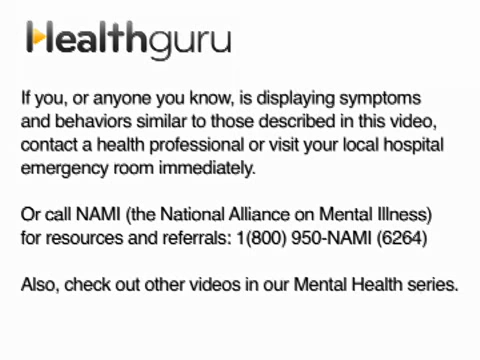 Healthguru
If you, or anyone you know, is displaying symptoms
and behaviors similar to those described in this video,
contact a health professional or visit your local hospital
emergency room immediately.
Or call NAMI (the National Alliance on Mental Illness)
for resources and referrals: 1(800) 950-NAMI (6264)
Also, check out other videos in our Mental Health series.